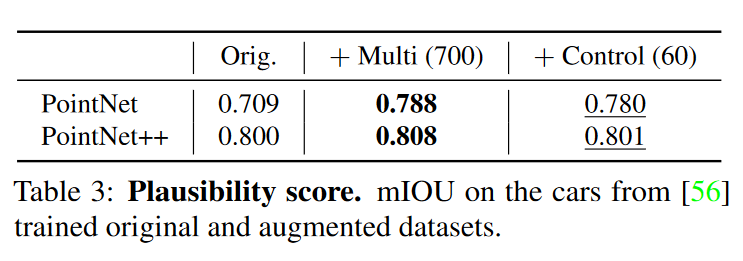 Orig. + Multi (700) + Control (60)
PointNet 0.709 0.788 0.780
PointNet++ 0.800 0.808 0.801
Table 3: Plausibility score. mIOU on the cars from [56]
trained original and augmented datasets.